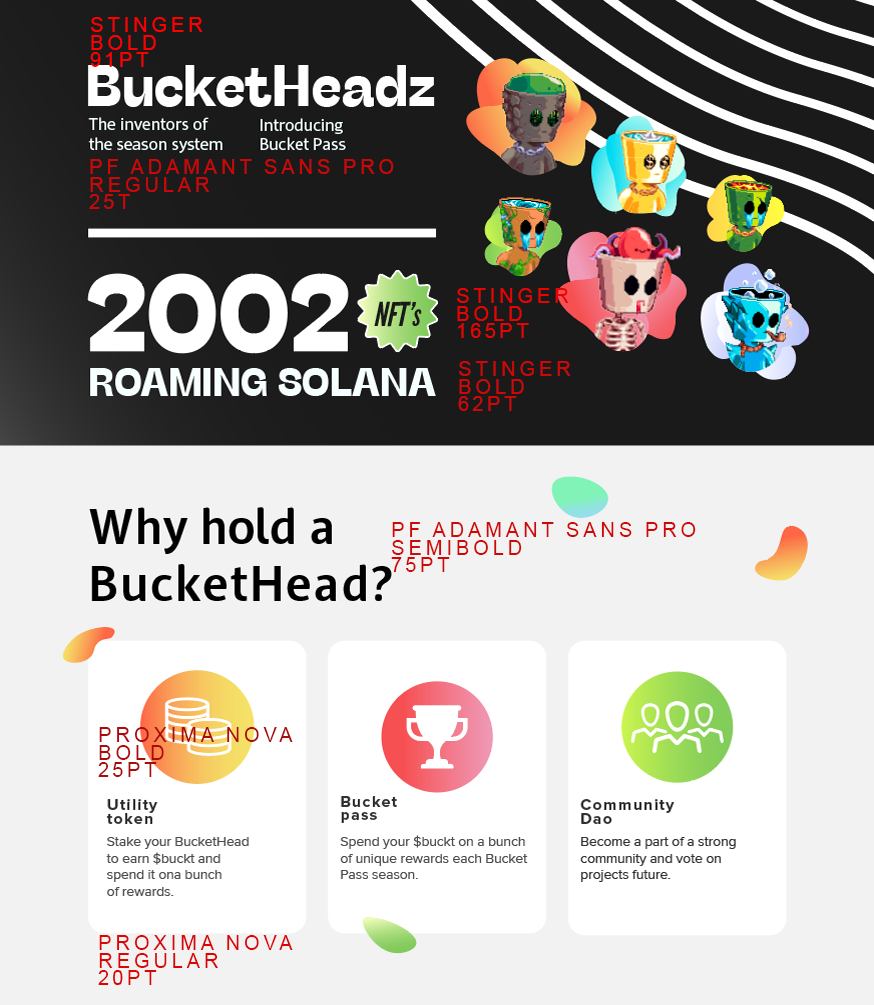 STINGER
BOLD
91PT
BucketHeadz
The inventors of
the season system
Introducing
Bucket Pass
PF ADAMANT SANS PRO
REGULAR
25T
2002
NFT's
ROAMING SOLANA
STINGER
BOLD
165PT
STINGER
BOLD
62PT
Why hold a
BucketHead?
PF ADAMANT SANS PRO
SEMIBOLD
75PT
PROXIMA NOVA
BOLD
25PT
Utility
token
Stake your BucketHead
to earn $buckt and
spend it ona bunch
of rewards.
Bucket
pass
Spend your $buckt on a bunch
of unique rewards each Bucket
Pass season.
Community
Dao
Become a part of a strong
community and vote on
projects future.
PROXIMA NOVA
REGULAR
20PT